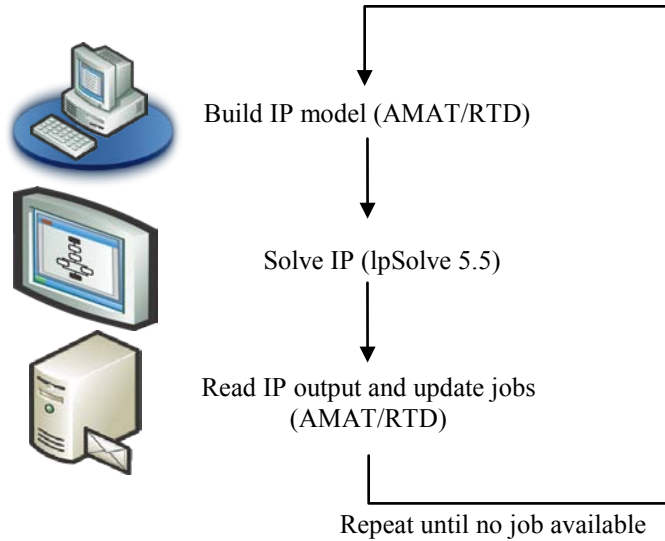 Build IP model (AMAT/RTD)
Solve IP (lpSolve 5.5)
Read IP output and update jobs
(AMAT/RTD)
Repeat until no job available